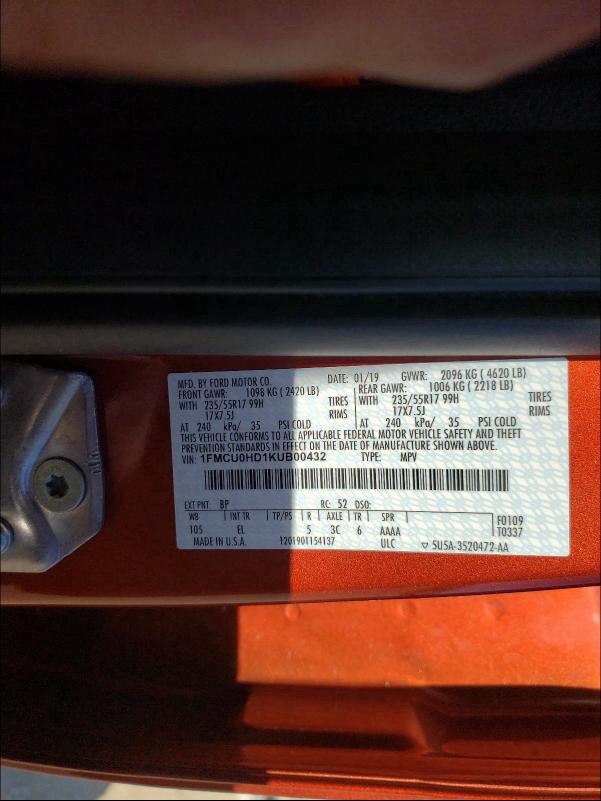 MFD. BY FORD MOTOR CO. DATE: 01/19 GVWR: 2096 KG ( 4620 LB)
FRONT GAWR: 1098 KG ( 2420 LB) REAR GAWR: 1006 KG ( 2218 LB)
WITH 235/55R17 99H TIRES WITH 235/55R17 99H TIRES
17X7.5J RIMS 17X7.5J RIMS
AT 240 kPa/ 35 PSI COLD AT 240 kPa/ 35 PSI COLD
THIS VEHICLE CONFORMS TO ALL APPLICABLE FEDERAL MOTOR VEHICLE SAFETY AND THEFT
PREVENTION STANDARDS IN EFFECT ON THE DATE OF MANUFACTURE SHOWN ABOVE.
VIN: 1FMCU0HD1KUB00432 TYPE: MPV
EXT PNT: BP RC: 52 DSO:
WB INT TR TP/PS R AXLE TR SPR F0109
105 EL 5 3C 6 AAAA T0337
MADE IN U.S.A. 1201901154137 ULC ▽ 5U5A-3520472-AA